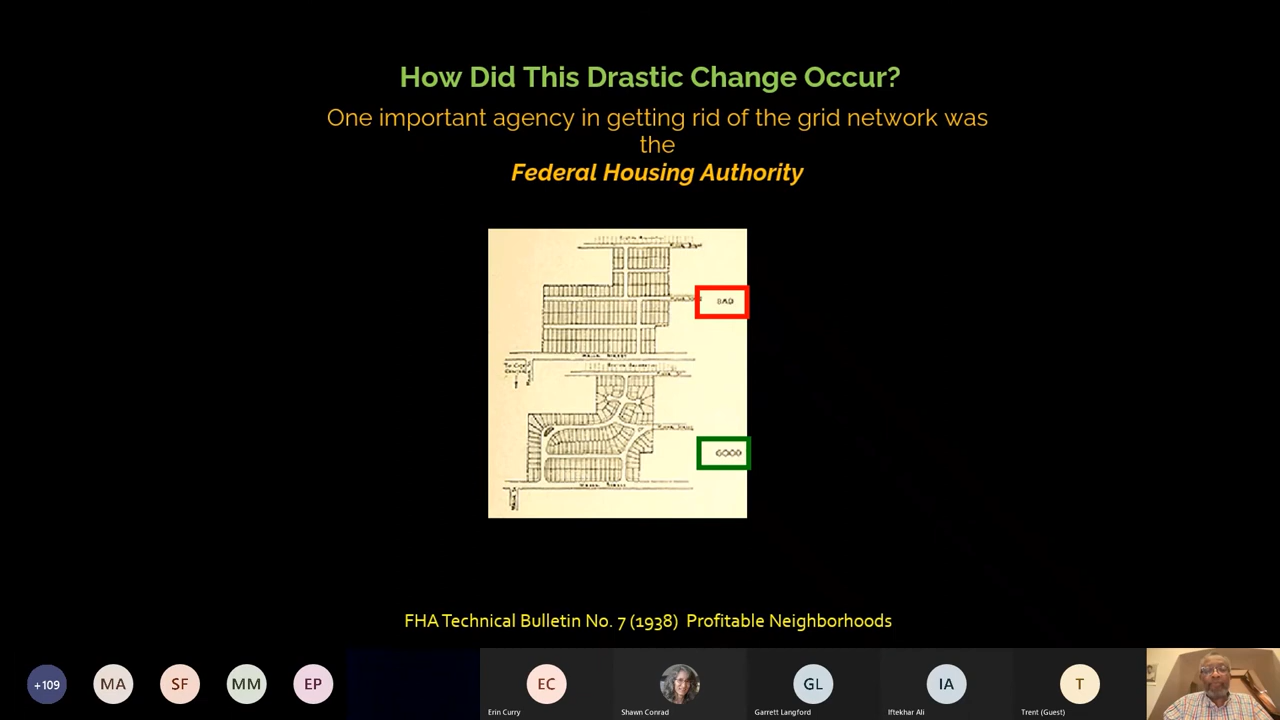 How Did This Drastic Change Occur?
One important agency in getting rid of the grid network was
the
Federal Housing Authority
BAD
GOOD
FHA Technical Bulletin No. 7 (1938) Profitable Neighborhoods
+109
MA
SF
MM
EP
EC
GL
IA
T
Erin Curry
Shawn Conrad
Garrett Langford
Iftekhar Ali
Trent (Guest)